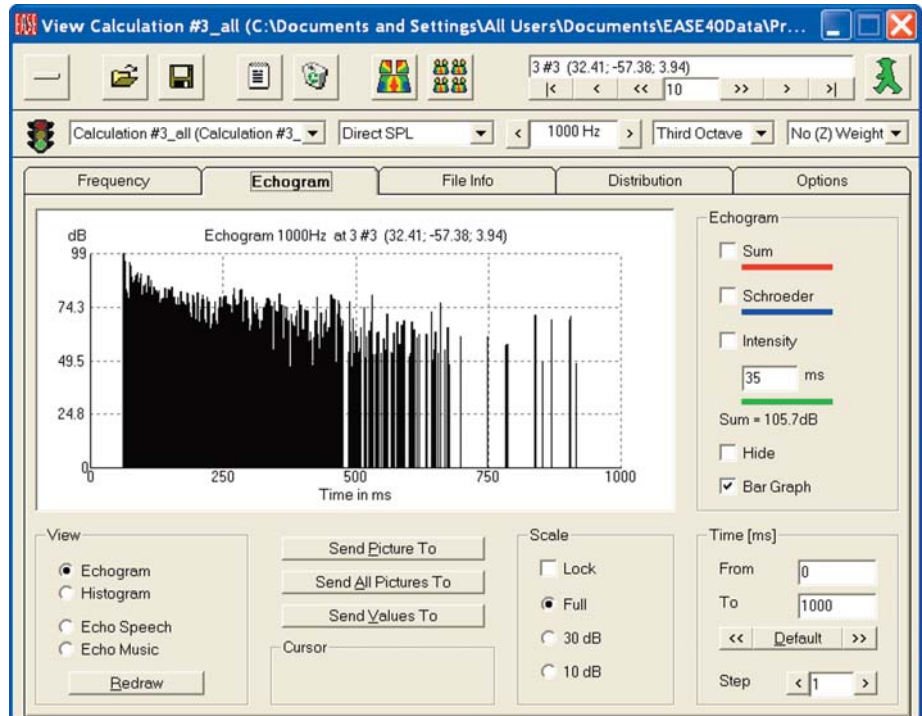 View Calculation #3_all (C:\Documents and Settings\All Users\Documents\EASE40Data\Pr...
3 #3 (32.41; -57.38; 3.94)
|< < << 10 >> > >|
Calculation #3_all (Calculation #3_ Direct SPL < 1000 Hz > Third Octave No (Z) Weight
Frequency Echogram File Info Distribution Options
dB Echogram 1000Hz at 3 #3 (32.41; -57.38; 3.94)
99
74.3
49.5
24.8
0
0 250 500 750 1000
Time in ms
Echogram
Sum
Schroeder
Intensity
35 ms
Sum = 105.7dB
Hide
Bar Graph
View
Echogram
Histogram
Echo Speech
Echo Music
Redraw
Send Picture To
Send All Pictures To
Send Values To
Cursor
Scale
Lock
Full
30 dB
10 dB
Time [ms]
From 0
To 1000
<< Default >>
Step < 1 >